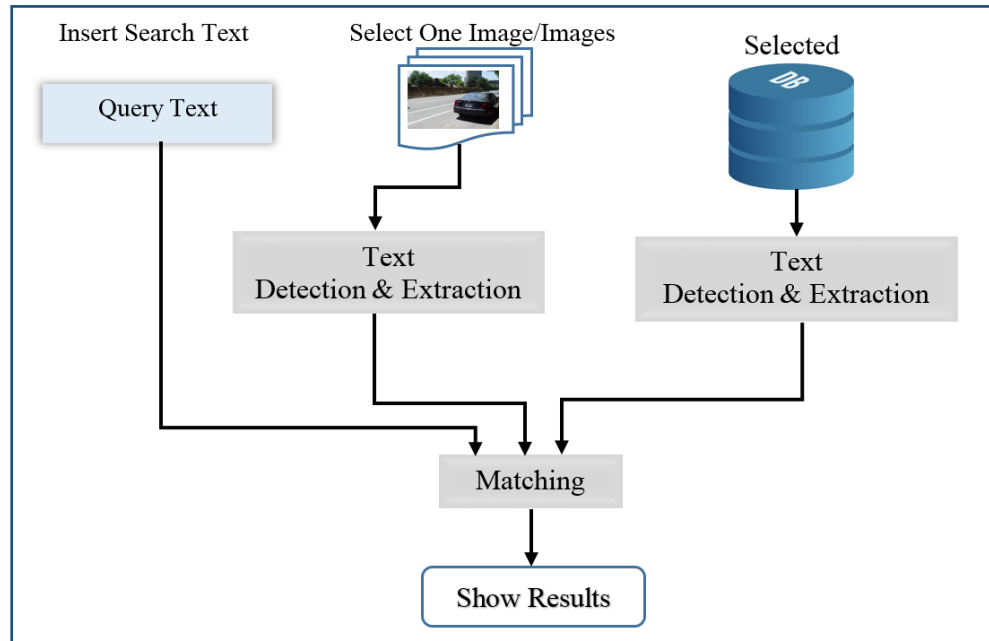 Insert Search Text
Select One Image/Images
Selected
DB
Query Text
Text
Detection & Extraction
Text
Detection & Extraction
Matching
Show Results